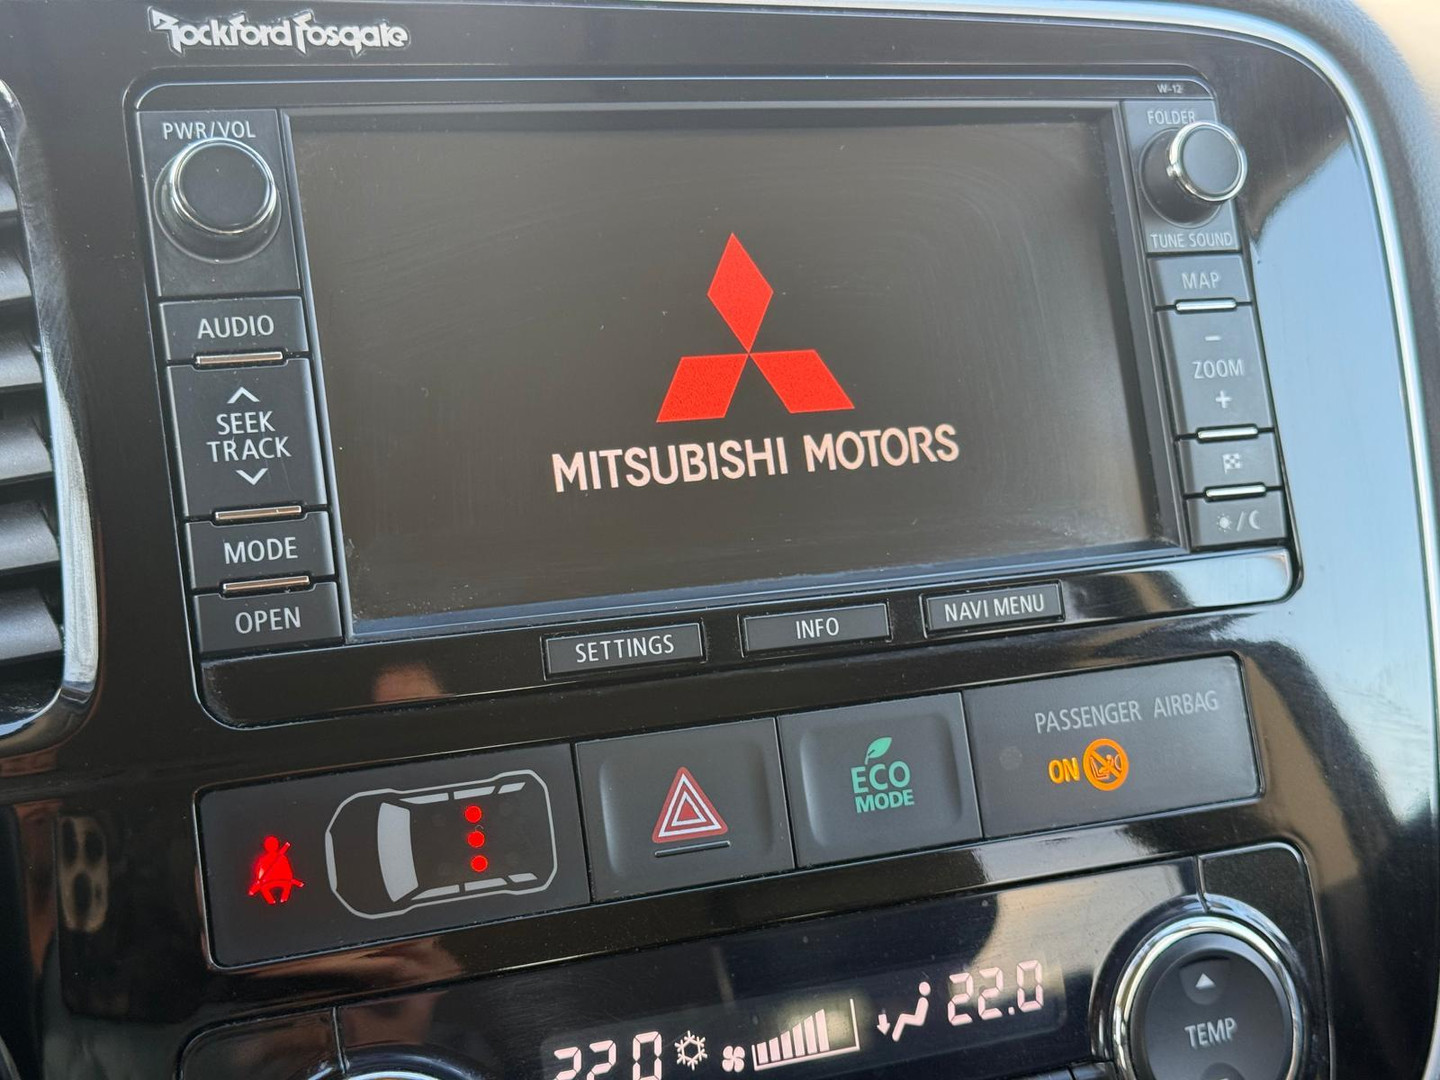 Rockford Fosgate
W-12
PWR/VOL
FOLDER
TUNE SOUND
AUDIO
MAP
SEEK
TRACK
−
ZOOM
+
MITSUBISHI MOTORS
MODE
OPEN
SETTINGS
INFO
NAVI MENU
PASSENGER AIRBAG
ON
ECO
MODE
22.0
22.0
TEMP